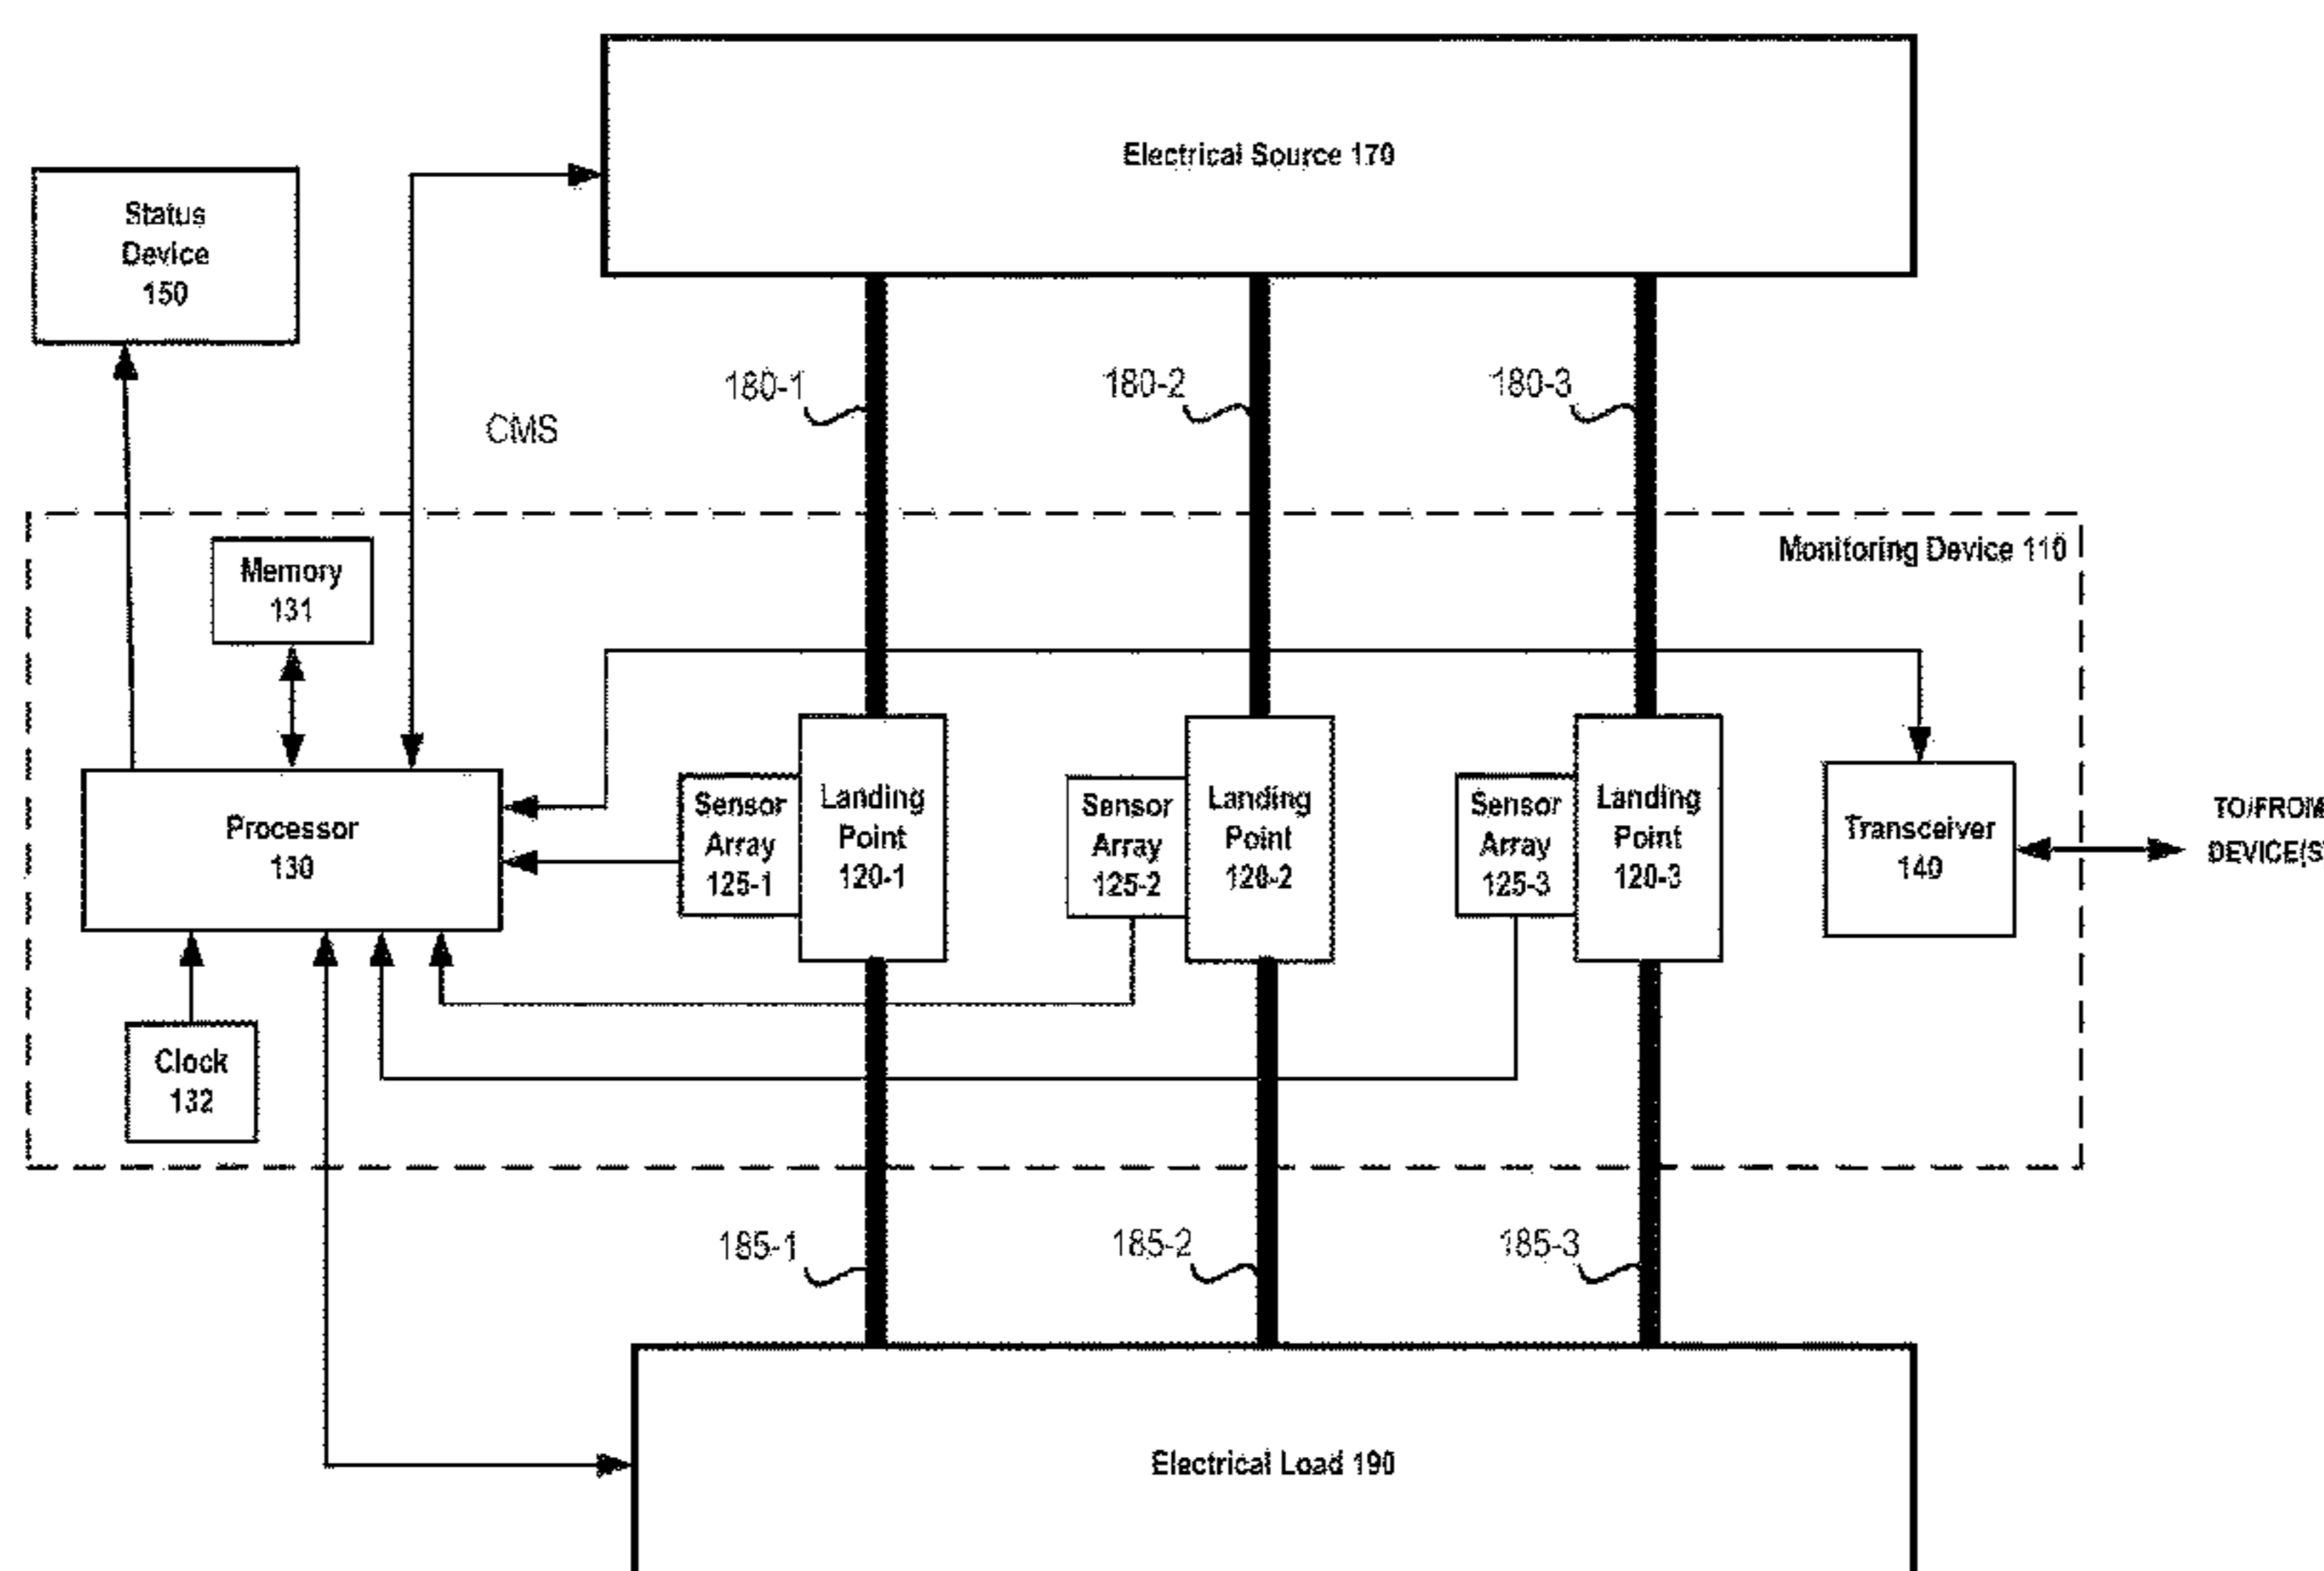 Electrical Source 170
Status
Device
150
180-1
180-2
180-3
CMS
Monitoring Device 110
Memory
131
Processor
130
Sensor
Array
125-1
Landing
Point
120-1
Sensor
Array
125-2
Landing
Point
120-2
Sensor
Array
125-3
Landing
Point
120-3
Transceiver
140
TO/FROM
DEVICE(S
Clock
132
185-1
185-2
185-3
Electrical Load 190